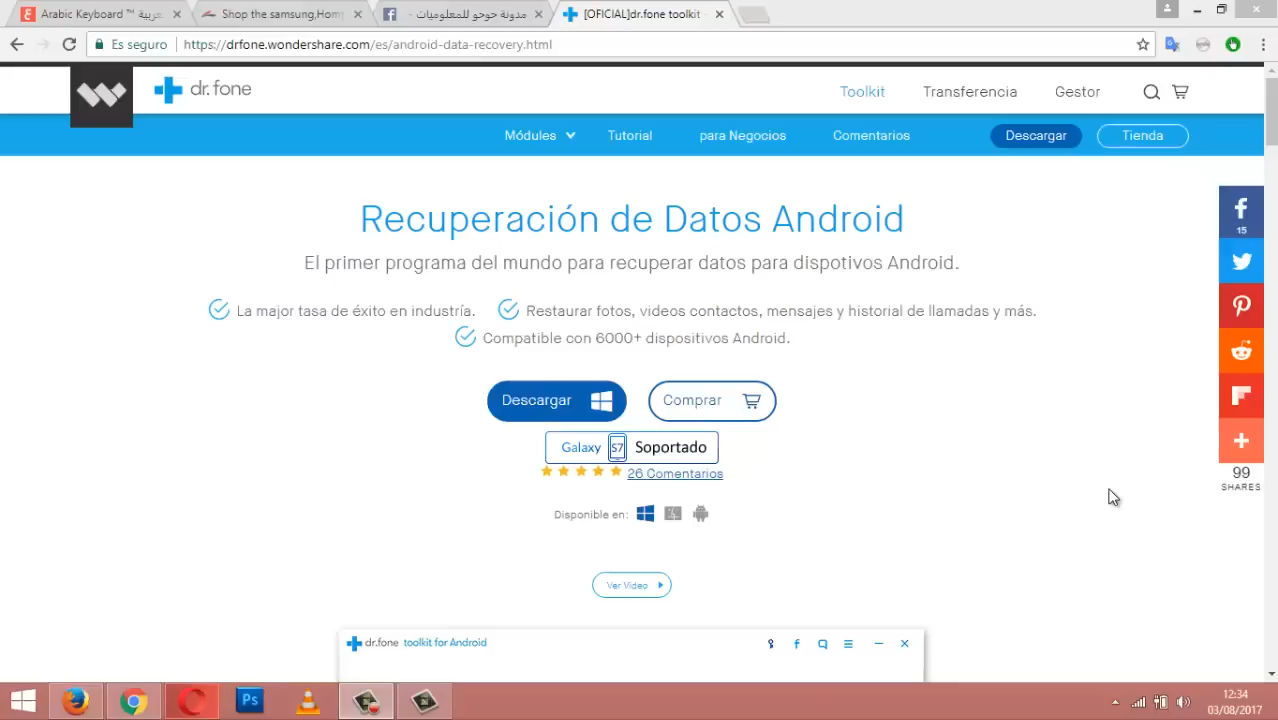 Arabic Keyboard ™ العربية
Shop the samsung,Hom
مدونة حوحو للمعلوميات -
[OFICIAL]dr.fone toolkit -
Es seguro
https://drfone.wondershare.com/es/android-data-recovery.html
dr.fone
Toolkit Transferencia Gestor
Módules Tutorial para Negocios Comentarios Descargar Tienda
Recuperación de Datos Android
El primer programa del mundo para recuperar datos para dispotivos Android.
La major tasa de éxito en industría. Restaurar fotos, videos contactos, mensajes y historial de llamadas y más.
Compatible con 6000+ dispositivos Android.
Descargar Comprar
Galaxy S7 Soportado
26 Comentarios
Disponible en:
Ver Video
dr.fone toolkit for Android
15
99
SHARES
Ps
12:34
03/08/2017